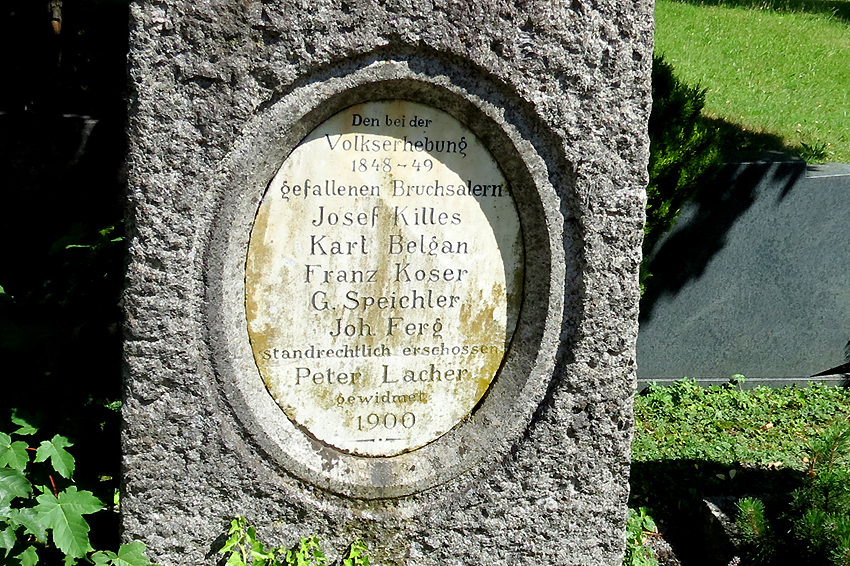 Den bei der
Volkserhebung
1848-49
gefallenen Bruchsalern
Josef Killes
Karl Belgan
Franz Koser
G. Speichler
Joh. Ferg
standrechtlich erschossen
Peter Lacher
gewidmet
1900